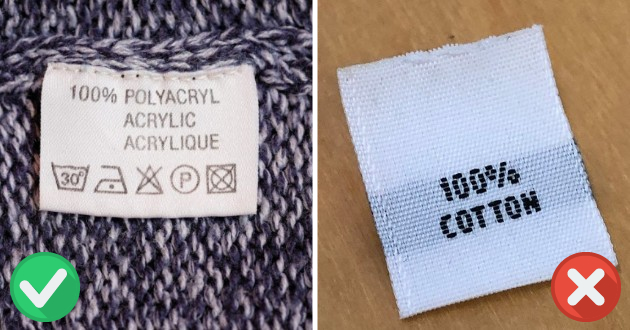 100% POLYACRYL
ACRYLIC
ACRYLIQUE
30° P
100%
COTTON